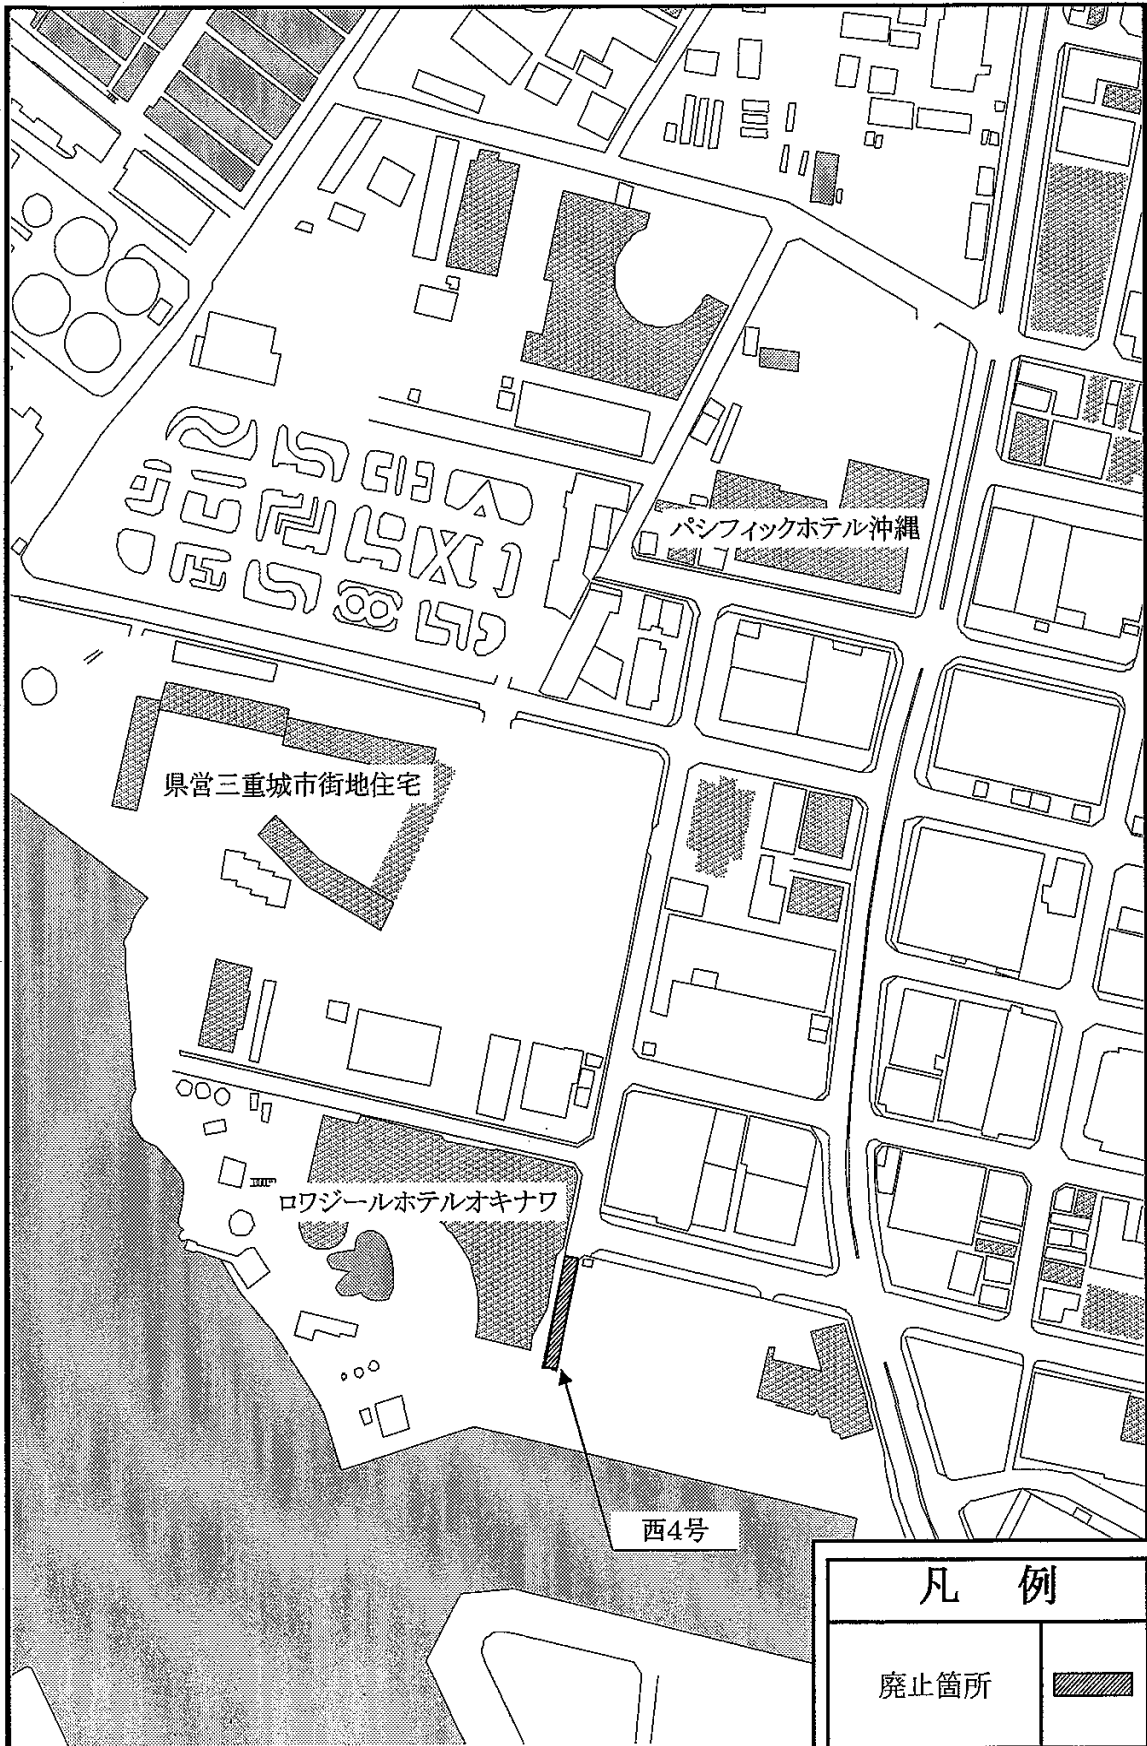 パシフィックホテル沖縄
県営三重城市街地住宅
ロワジールホテルオキナワ
西4号
凡 例
廃止箇所